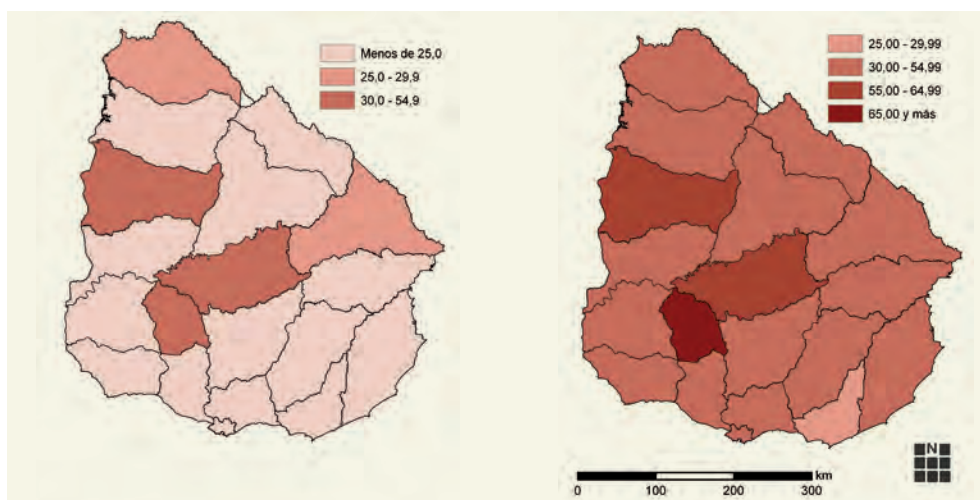 Menos de 25,0
25,0 - 29,9
30,0 - 54,9
25,00 - 29,99
30,00 - 54,99
55,00 - 64,99
65,00 y más
N
km
0 100 200 300